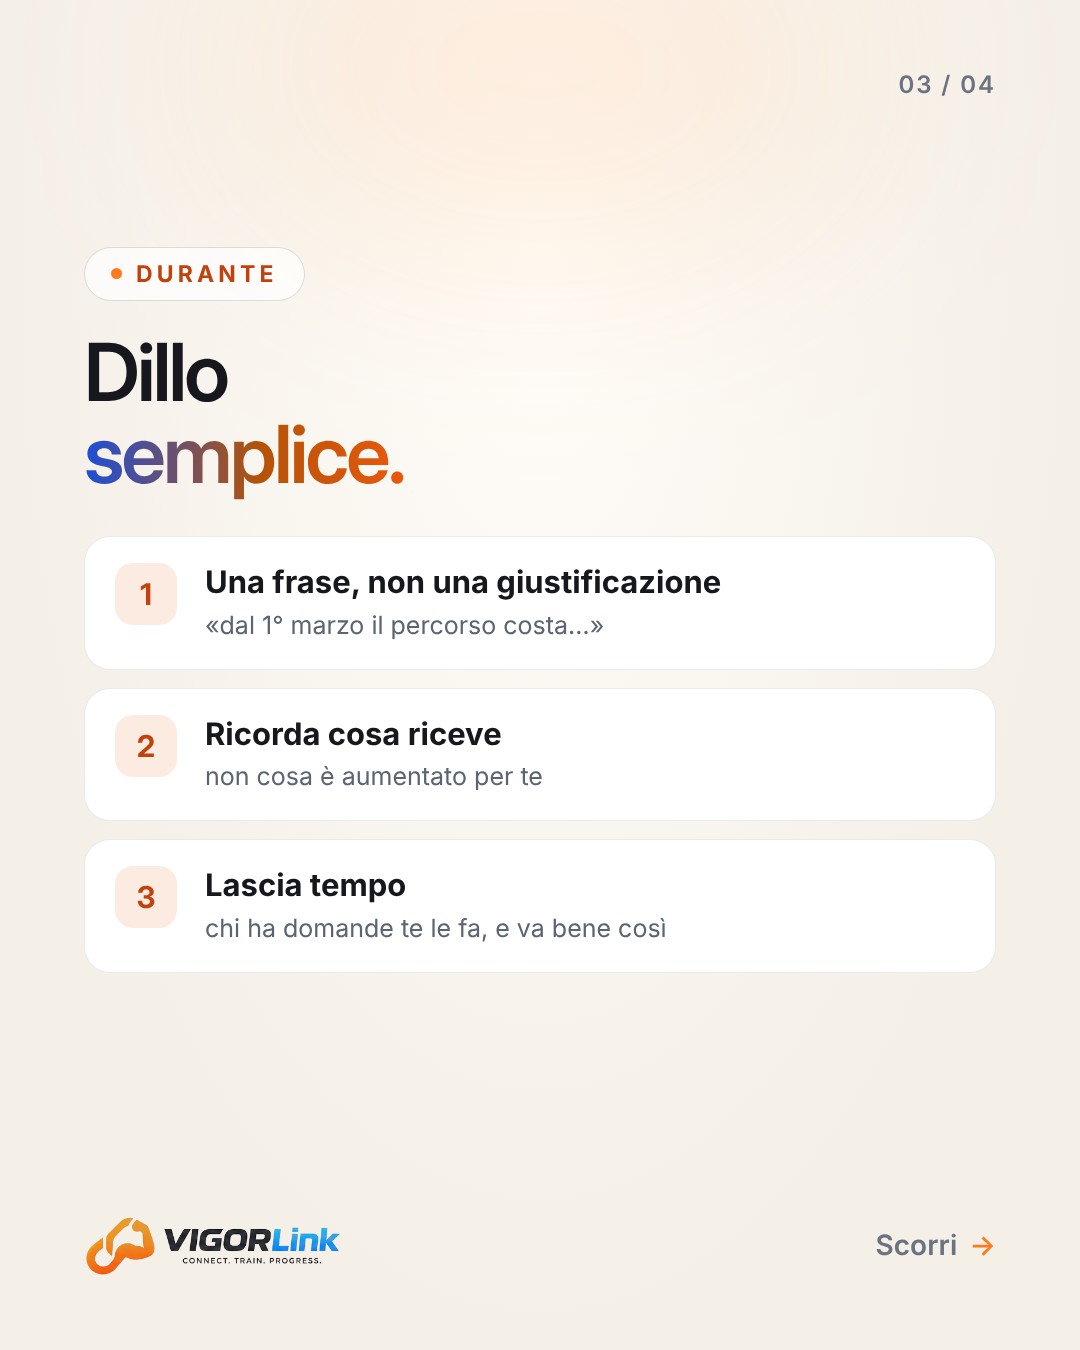 03 / 04
DURANTE
Dillo
semplice.
1
Una frase, non una giustificazione
«dal 1° marzo il percorso costa...»
2
Ricorda cosa riceve
non cosa è aumentato per te
3
Lascia tempo
chi ha domande te le fa, e va bene così
VIGORLink
CONNECT. TRAIN. PROGRESS.
Scorri →